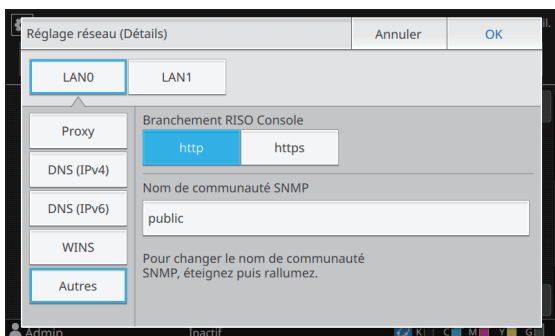 Réglage réseau (Détails)
Annuler
OK
LAN0
LAN1
Proxy
DNS (IPv4)
DNS (IPv6)
WINS
Autres
Branchement RISO Console
http
https
Nom de communauté SNMP
public
Pour changer le nom de communauté
SNMP, éteignez puis rallumez.
Admin
Inactif
K C M Y G